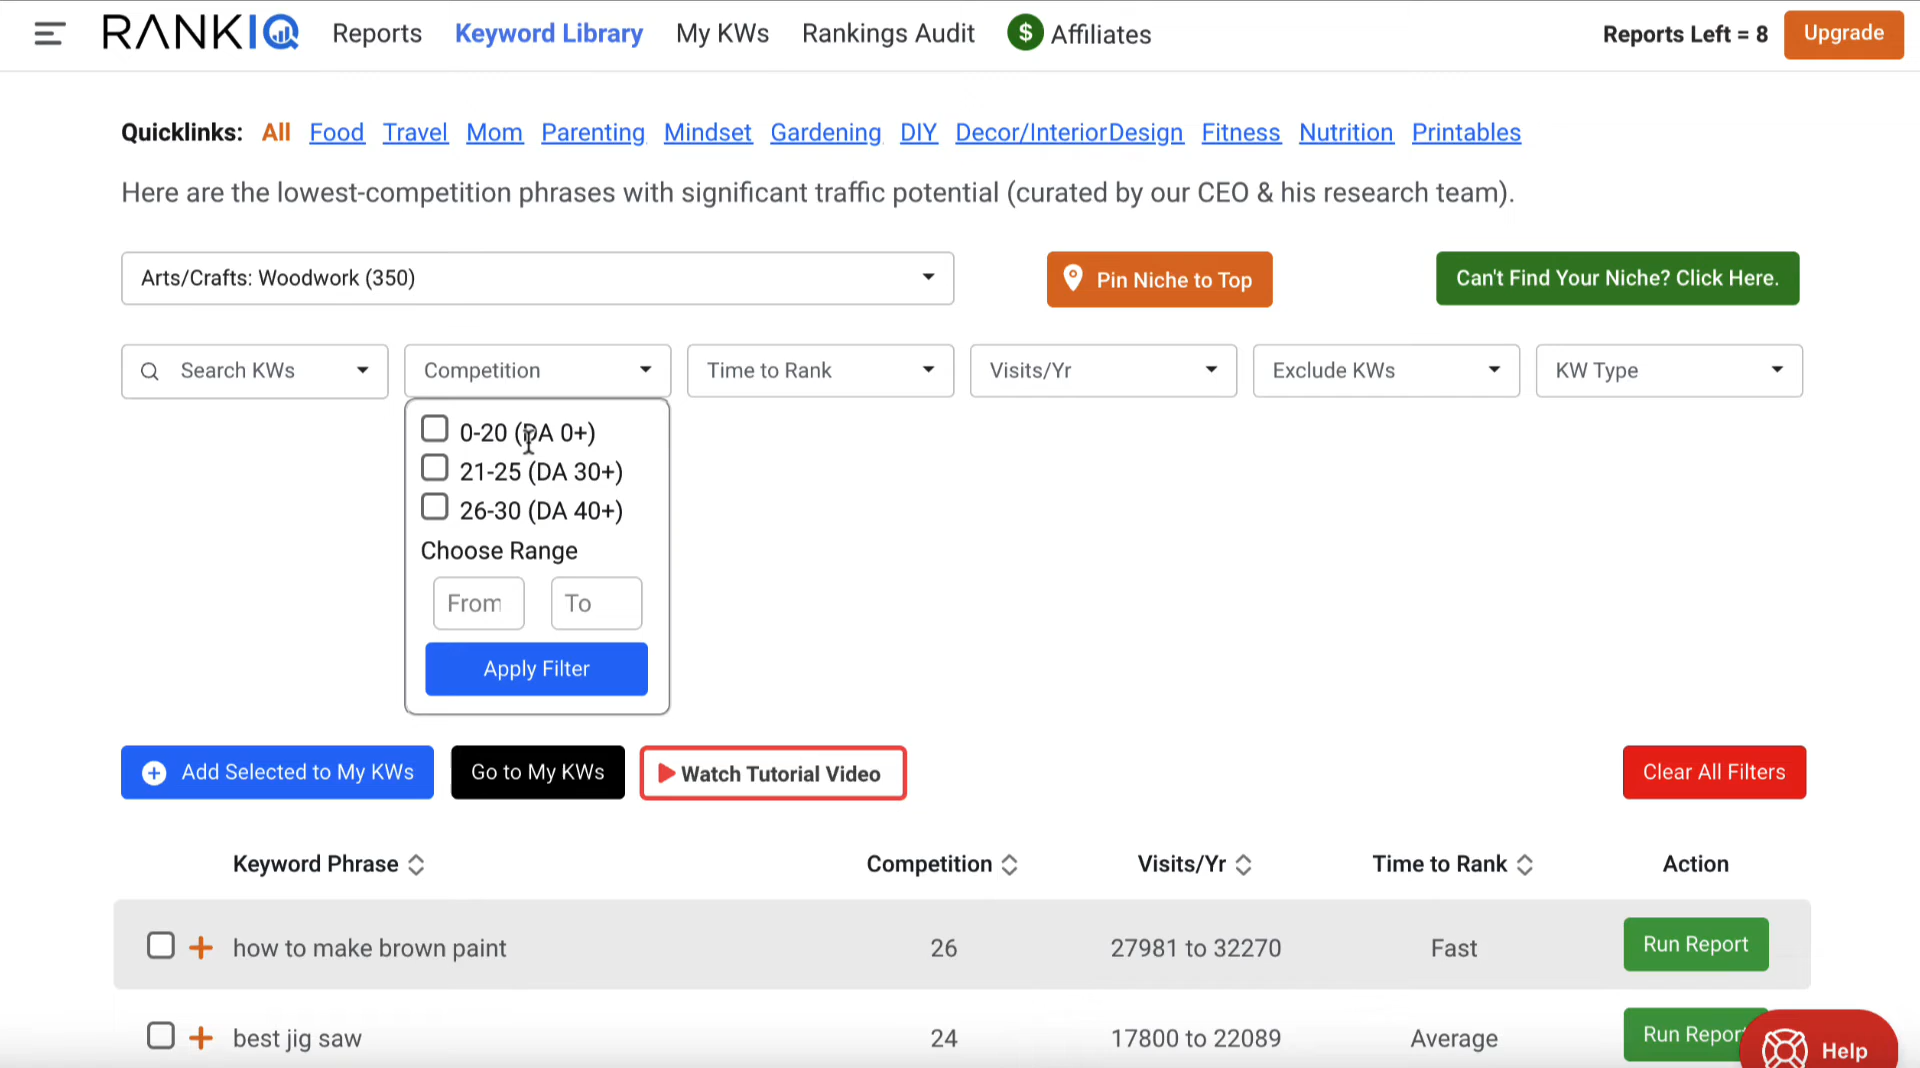 RANKIQ Reports Keyword Library My KWs Rankings Audit $ Affiliates Reports Left = 8 Upgrade
Quicklinks: All Food Travel Mom Parenting Mindset Gardening DIY Decor/InteriorDesign Fitness Nutrition Printables
Here are the lowest-competition phrases with significant traffic potential (curated by our CEO & his research team).
Arts/Crafts: Woodwork (350) Pin Niche to Top Can't Find Your Niche? Click Here.
Search KWs Competition Time to Rank Visits/Yr Exclude KWs KW Type
0-20 (DA 0+)
21-25 (DA 30+)
26-30 (DA 40+)
Choose Range
From To
Apply Filter
Add Selected to My KWs Go to My KWs Watch Tutorial Video Clear All Filters
Keyword Phrase Competition Visits/Yr Time to Rank Action
how to make brown paint 26 27981 to 32270 Fast Run Report
best jig saw 24 17800 to 22089 Average Run Report
Help